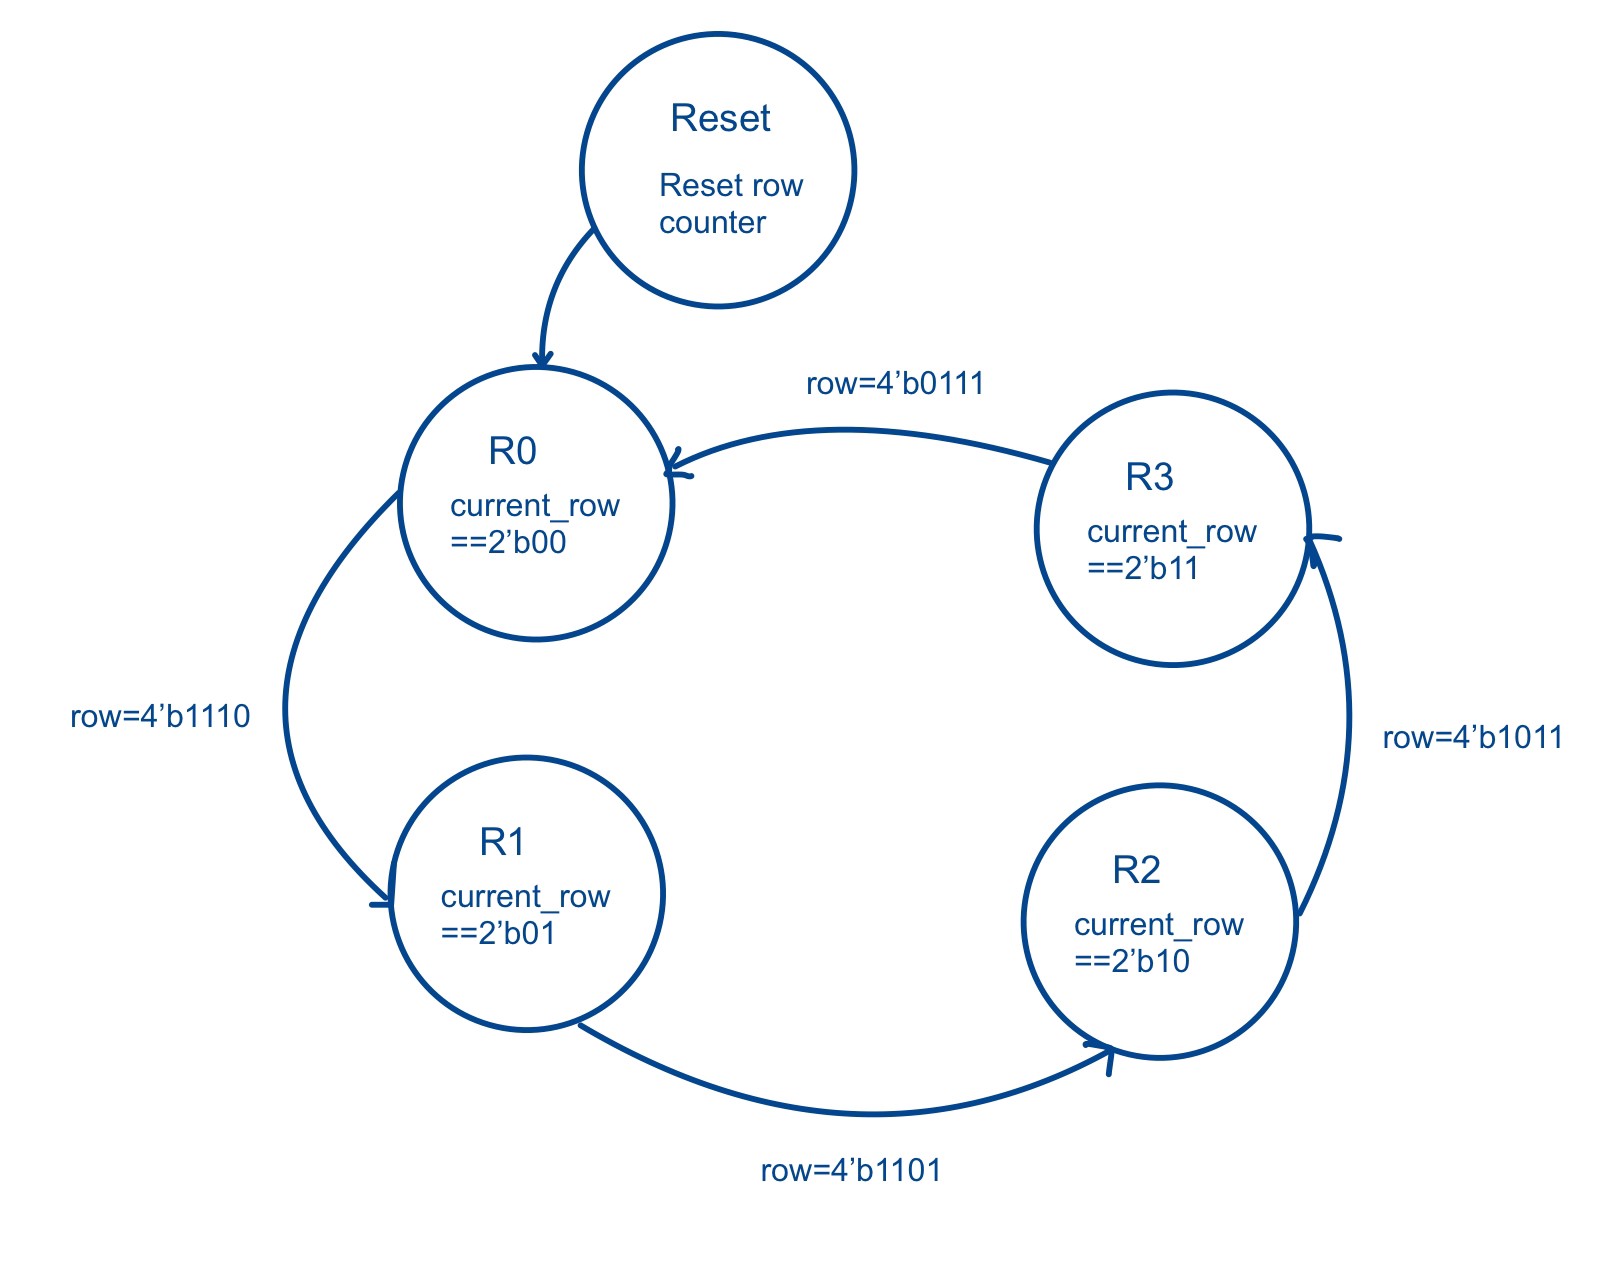 Reset
Reset row
counter
row=4’b0111
R0
current_row
==2’b00
R3
current_row
==2’b11
row=4’b1110
row=4’b1011
R1
current_row
==2’b01
R2
current_row
==2’b10
row=4’b1101